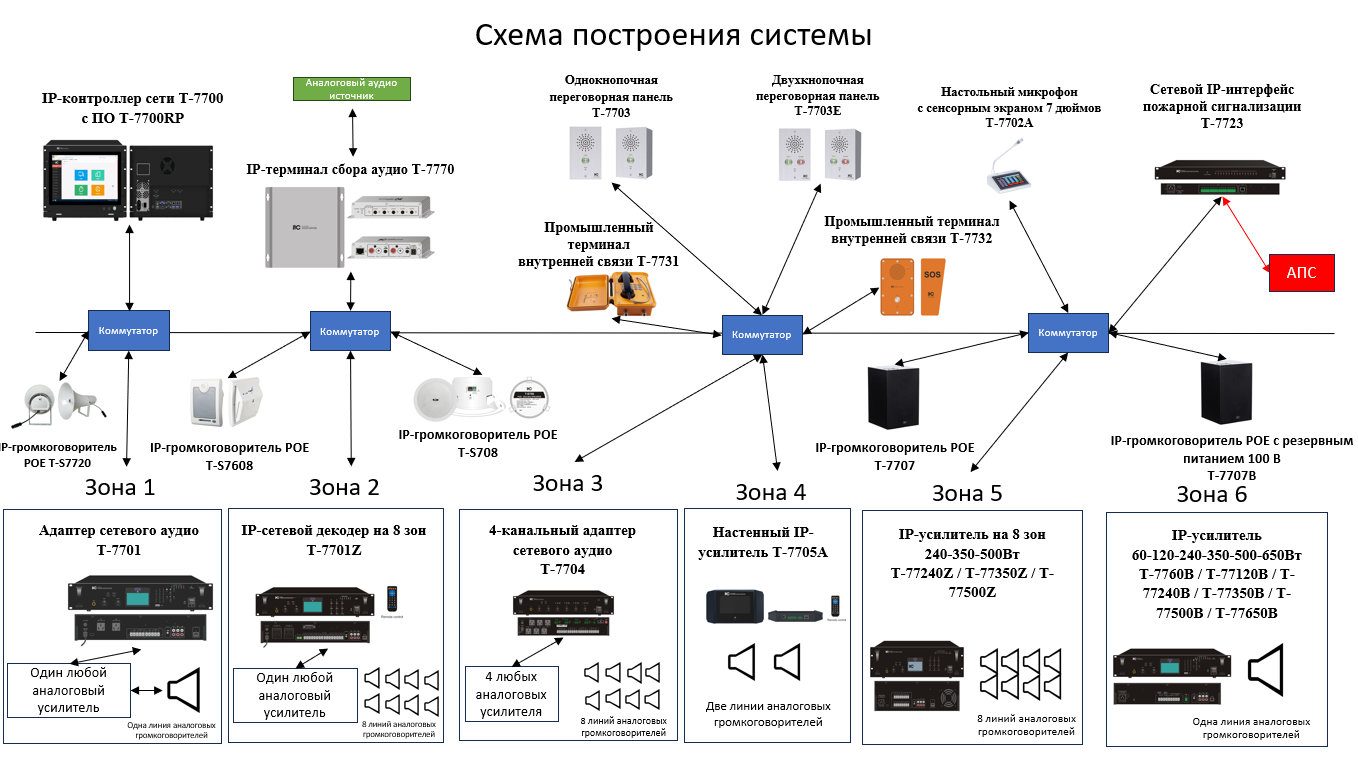 Схема построения системы
IP-контроллер сети T-7700
с ПО T-7700RP
Аналоговый аудио
источник
IP-терминал сбора аудио T-7770
Однокнопочная
переговорная панель
T-7703
Двухкнопочная
переговорная панель
T-7703E
Настольный микрофон
с сенсорным экраном 7 дюймов
T-7702A
Сетевой IP-интерфейс
пожарной сигнализации
T-7723
Промышленный
терминал
внутренней связи T-7731
Промышленный терминал
внутренней связи T-7732
SOS
АПС
Коммутатор
Коммутатор
Коммутатор
Коммутатор
IP-громкоговоритель
POE T-S7720
IP-громкоговоритель POE
T-S7608
IP-громкоговоритель POE
T-S708
IP-громкоговоритель POE
T-7707
IP-громкоговоритель POE с резервным
питанием 100 В
T-7707B
Зона 1
Зона 2
Зона 3
Зона 4
Зона 5
Зона 6
Адаптер сетевого аудио
T-7701
Один любой
аналоговый
усилитель
Одна линия аналоговых
громкоговорителей
IP-сетевой декодер на 8 зон
T-7701Z
Remote control
Один любой
аналоговый
усилитель
8 линий аналоговых
громкоговорителей
4-канальный адаптер
сетевого аудио
T-7704
4 любых
аналоговых
усилителя
8 линий аналоговых
громкоговорителей
Настенный IP-
усилитель T-7705A
Remote control
Две линии аналоговых
громкоговорителей
IP-усилитель на 8 зон
240-350-500Вт
T-77240Z / T-77350Z / T-
77500Z
8 линий аналоговых
громкоговорителей
IP-усилитель
60-120-240-350-500-650Вт
T-7760B / T-77120B / T-
77240B / T-77350B / T-
77500B / T-77650B
Одна линия аналоговых
громкоговорителей